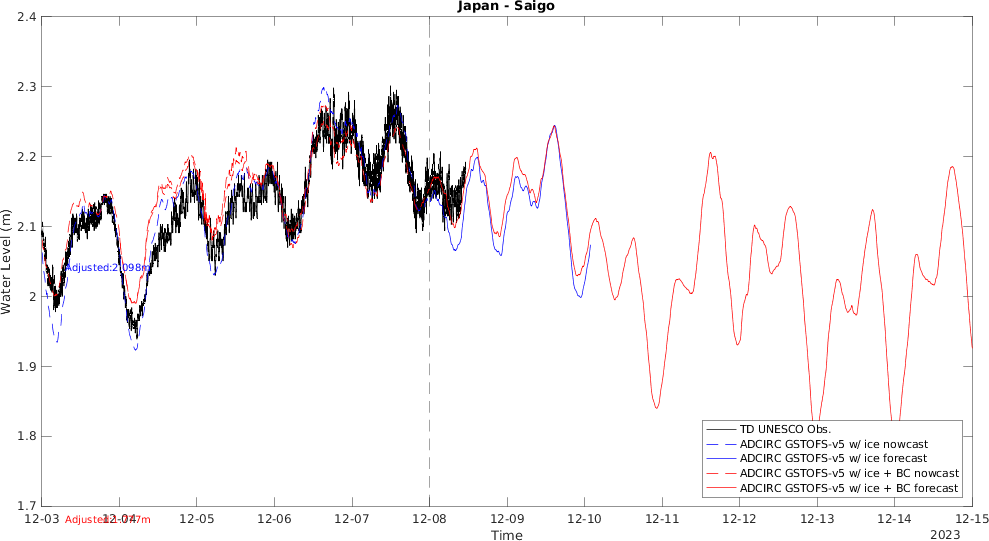 Japan - Saigo
Water Level (m)
2.4
2.3
2.2
2.1
2
1.9
1.8
1.7
Adjusted:2.098m
TD UNESCO Obs.
ADCIRC GSTOFS-v5 w/ ice nowcast
ADCIRC GSTOFS-v5 w/ ice forecast
ADCIRC GSTOFS-v5 w/ ice + BC nowcast
ADCIRC GSTOFS-v5 w/ ice + BC forecast
12-03 12-04 12-05 12-06 12-07 12-08 12-09 12-10 12-11 12-12 12-13 12-14 12-15
Time
2023